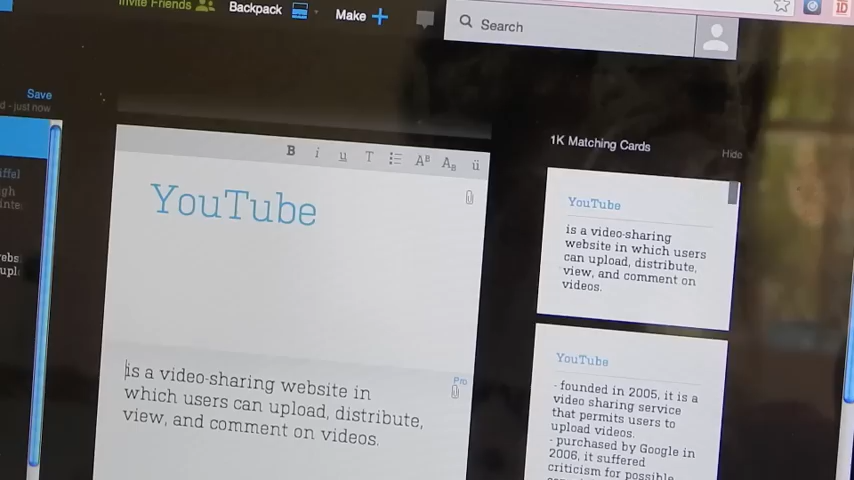 Invite Friends
Backpack
Make
Search
Save
- just now
1K Matching Cards
Hide
B i u T AB AB ü
YouTube
is a video-sharing website in
which users can upload, distribute,
view, and comment on videos.
Pro
YouTube
is a video-sharing
website in which users
can upload, distribute,
view, and comment on
videos.
YouTube
- founded in 2005, it is a
video sharing service
that permits users to
upload videos.
- purchased by Google in
2006, it suffered
criticism for possible